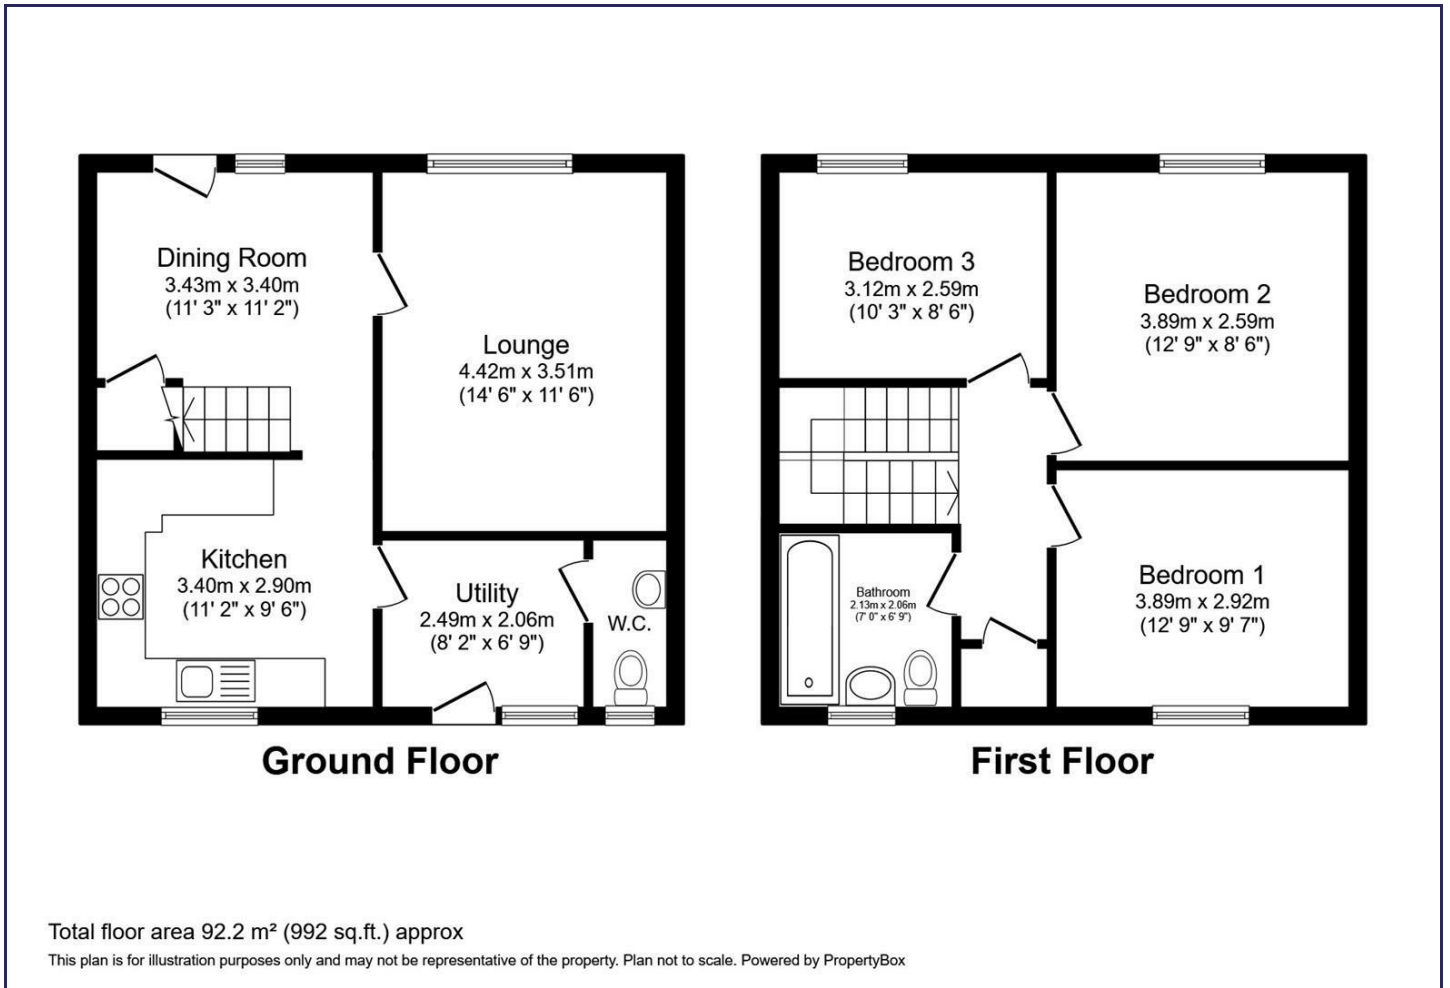 Dining Room
3.43m x 3.40m
(11' 3" x 11' 2")
Lounge
4.42m x 3.51m
(14' 6" x 11' 6")
Kitchen
3.40m x 2.90m
(11' 2" x 9' 6")
Utility
2.49m x 2.06m
(8' 2" x 6' 9")
W.C.
Ground Floor
Bedroom 3
3.12m x 2.59m
(10' 3" x 8' 6")
Bedroom 2
3.89m x 2.59m
(12' 9" x 8' 6")
Bathroom
2.13m x 2.06m
(7' 0" x 6' 9")
Bedroom 1
3.89m x 2.92m
(12' 9" x 9' 7")
First Floor
Total floor area 92.2 m² (992 sq.ft.) approx
This plan is for illustration purposes only and may not be representative of the property. Plan not to scale. Powered by PropertyBox